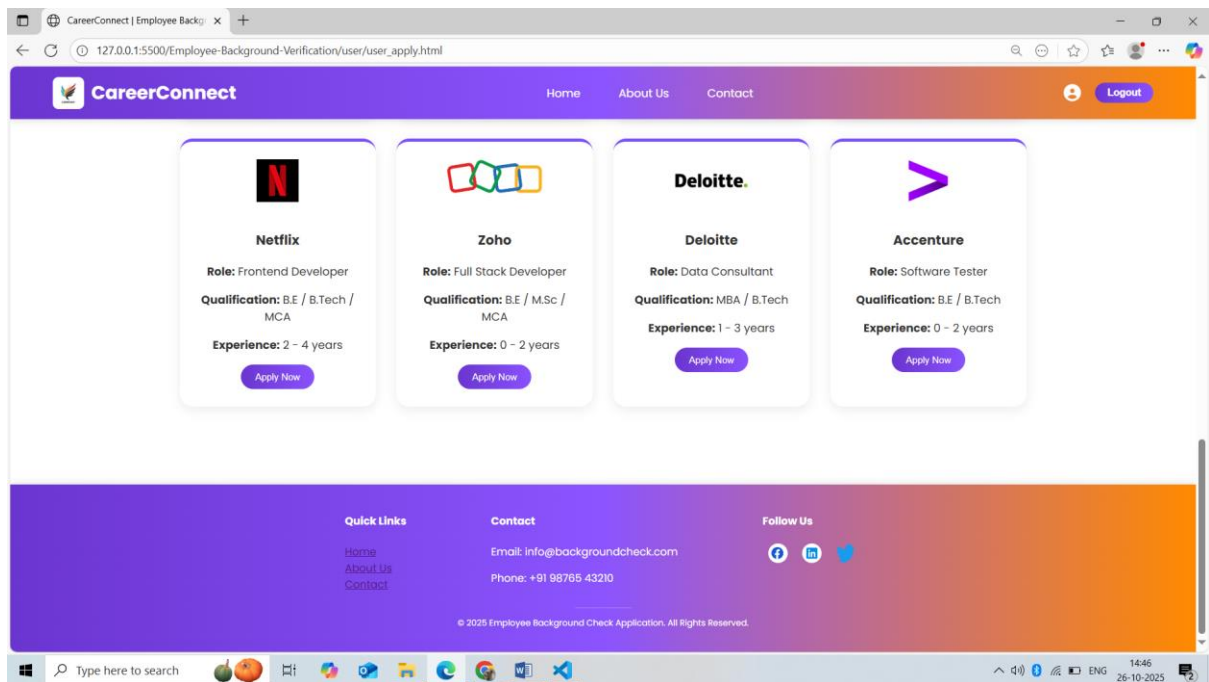 CareerConnect | Employee Backg
127.0.0.1:5500/Employee-Background-Verification/user/user_apply.html
CareerConnect
Home
About Us
Contact
Logout
N
Netflix
Role: Frontend Developer
Qualification: B.E / B.Tech /
MCA
Experience: 2 - 4 years
Apply Now
Zoho
Role: Full Stack Developer
Qualification: B.E / M.Sc /
MCA
Experience: 0 - 2 years
Apply Now
Deloitte.
Deloitte
Role: Data Consultant
Qualification: MBA / B.Tech
Experience: 1 - 3 years
Apply Now
Accenture
Role: Software Tester
Qualification: B.E / B.Tech
Experience: 0 - 2 years
Apply Now
Quick Links
Home
About Us
Contact
Contact
Email: info@backgroundcheck.com
Phone: +91 98765 43210
Follow Us
© 2025 Employee Background Check Application. All Rights Reserved.
Type here to search
ENG
14:46
26-10-2025
2